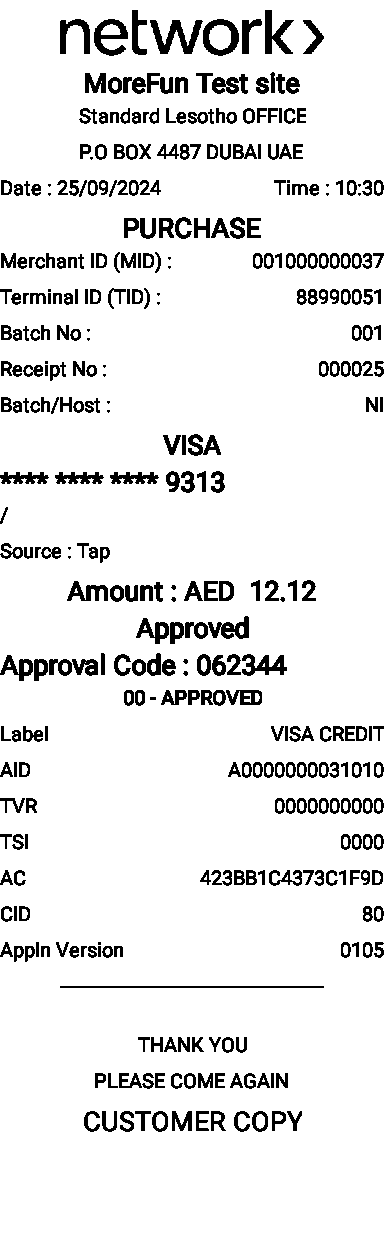 network>
MoreFun Test site
Standard Lesotho OFFICE
P.O BOX 4487 DUBAI UAE
Date : 25/09/2024 Time : 10:30
PURCHASE
Merchant ID (MID) : 001000000037
Terminal ID (TID) : 88990051
Batch No : 001
Receipt No : 000025
Batch/Host : NI
VISA
**** **** **** 9313
/
Source : Tap
Amount : AED 12.12
Approved
Approval Code : 062344
00 - APPROVED
Label VISA CREDIT
AID A0000000031010
TVR 0000000000
TSI 0000
AC 423BB1C4373C1F9D
CID 80
Appln Version 0105
THANK YOU
PLEASE COME AGAIN
CUSTOMER COPY